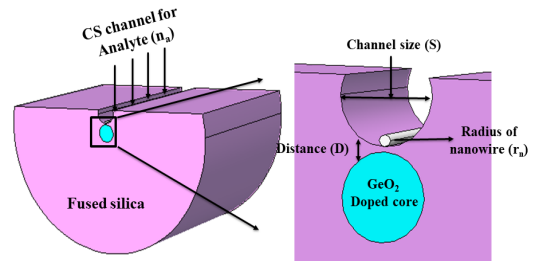 CS channel for
Analyte (nₐ)
Fused silica
Channel size (S)
Distance (D)
Radius of
nanowire (rₙ)
GeO₂
Doped core